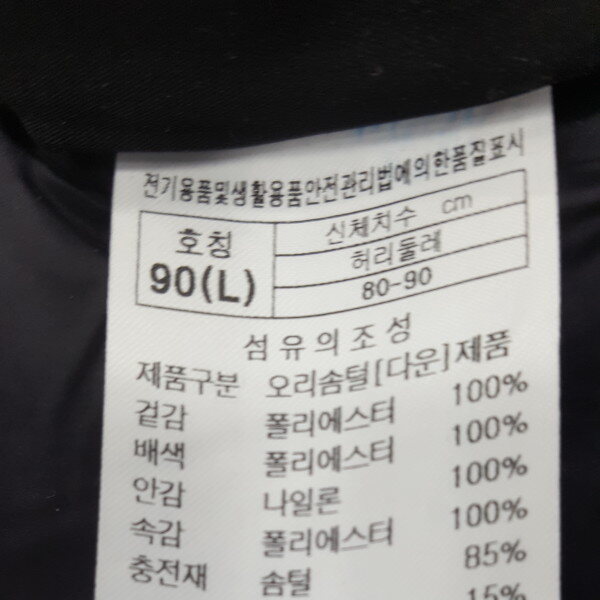 전기용품및생활용품안전관리법에의한품질표시
호칭 신체치수 cm
허리둘레
90(L) 80-90
섬유의조성
제품구분 오리솜털[다운]제품
겉감 폴리에스터 100%
배색 폴리에스터 100%
안감 나일론 100%
속감 폴리에스터 100%
충전재 솜털 85%
15%